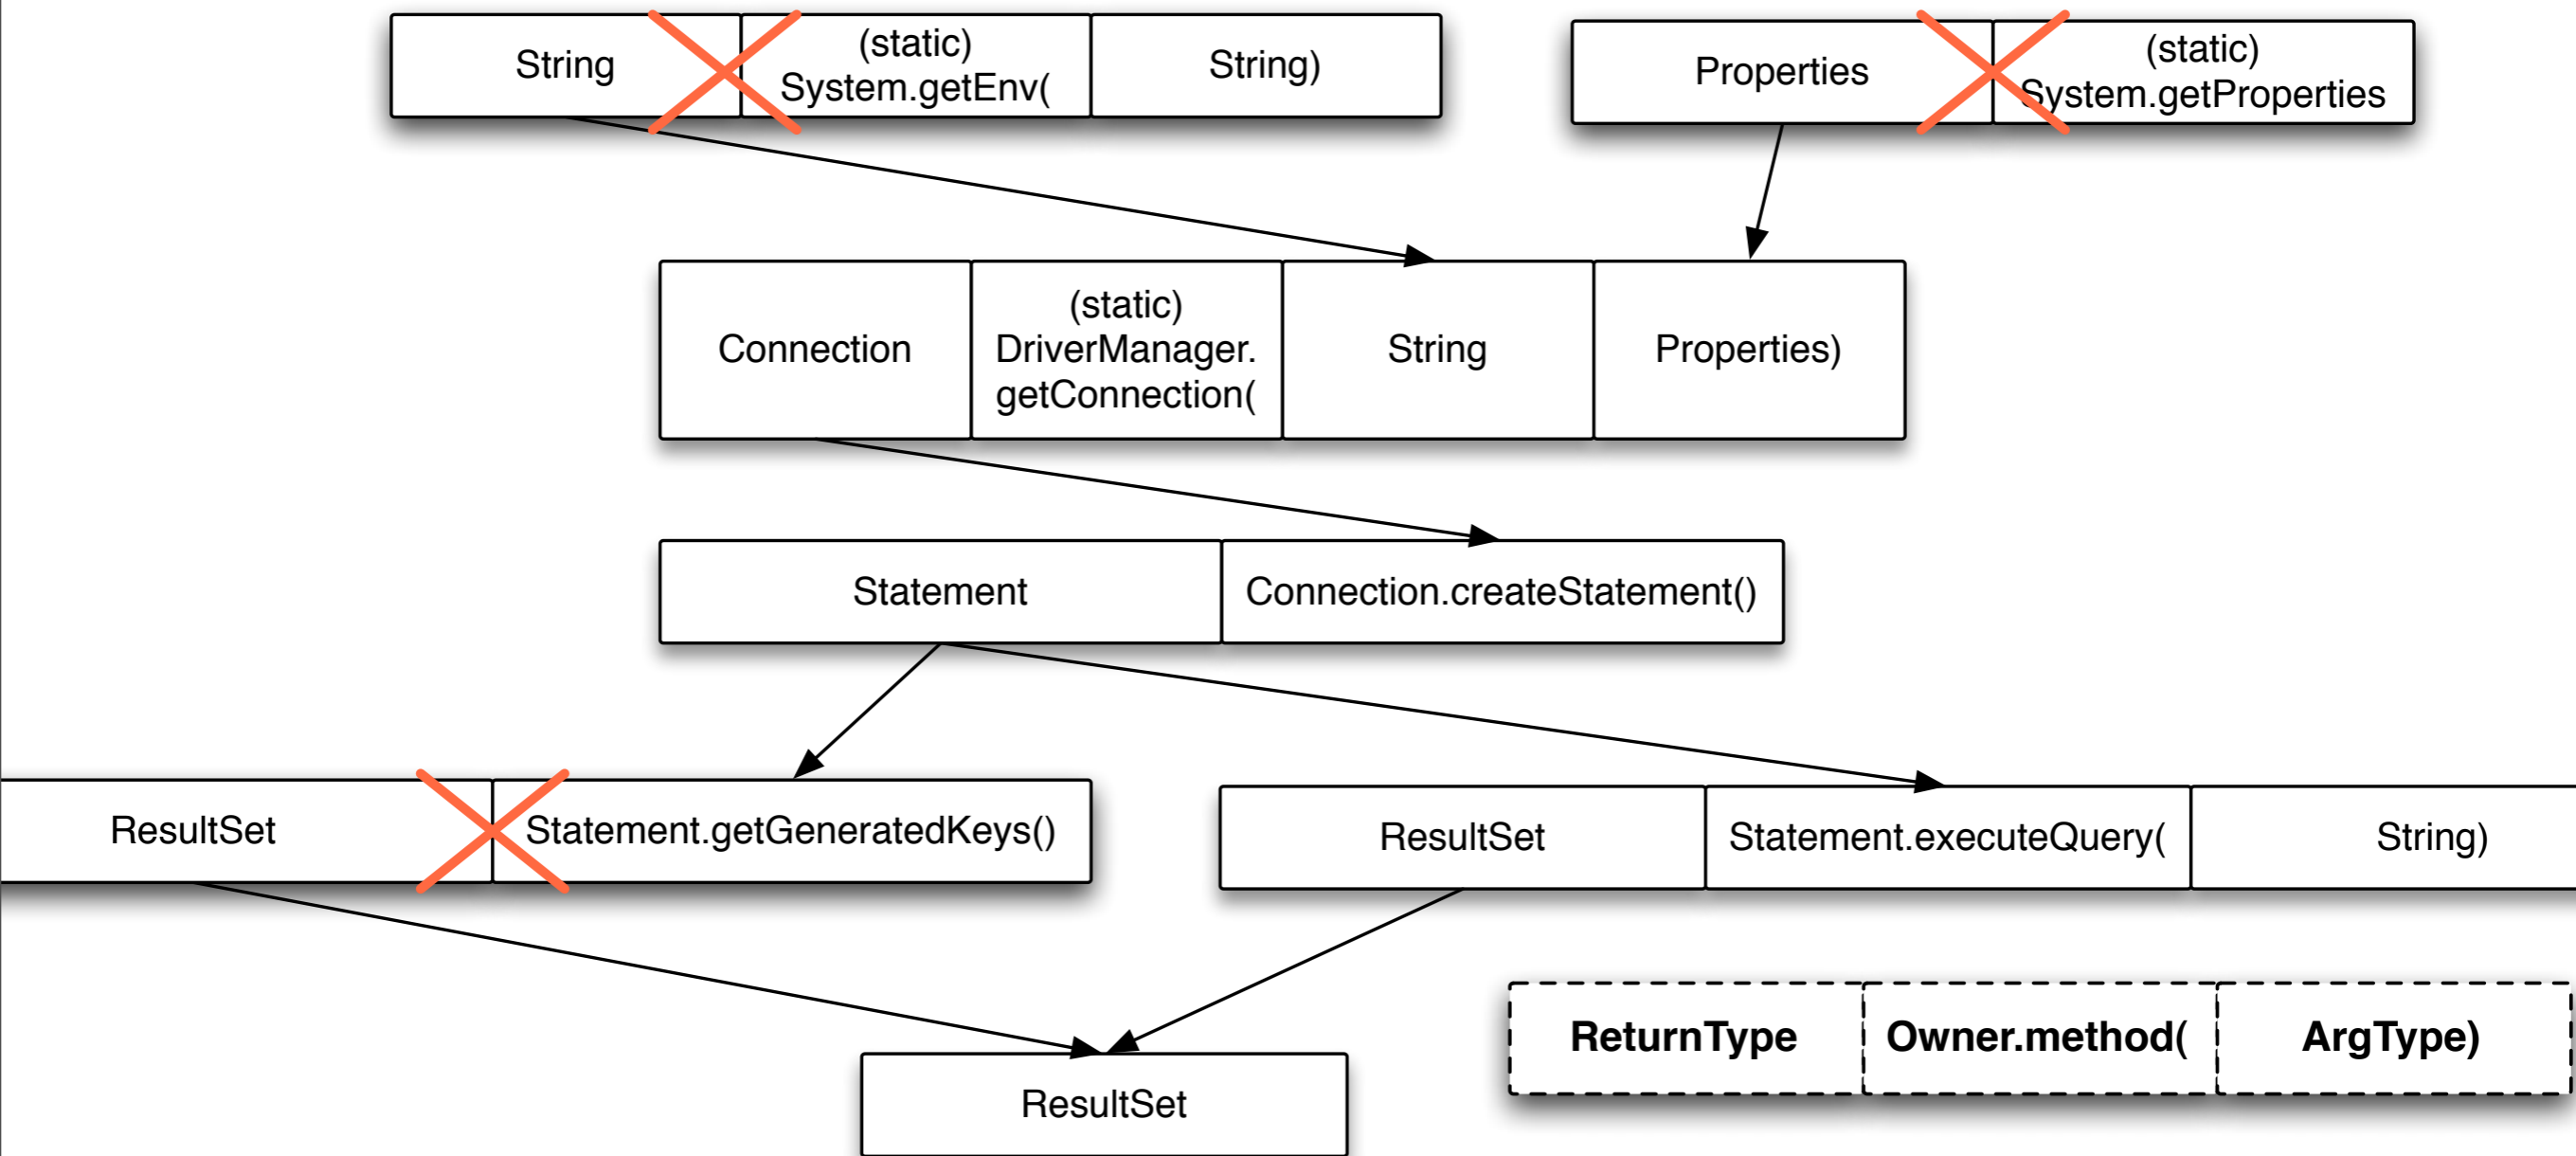 String
(static)
System.getEnv(
String)
Properties
(static)
System.getProperties
Connection
(static)
DriverManager.
getConnection(
String
Properties)
Statement
Connection.createStatement()
ResultSet
Statement.getGeneratedKeys()
ResultSet
Statement.executeQuery(
String)
ReturnType
Owner.method(
ArgType)
ResultSet